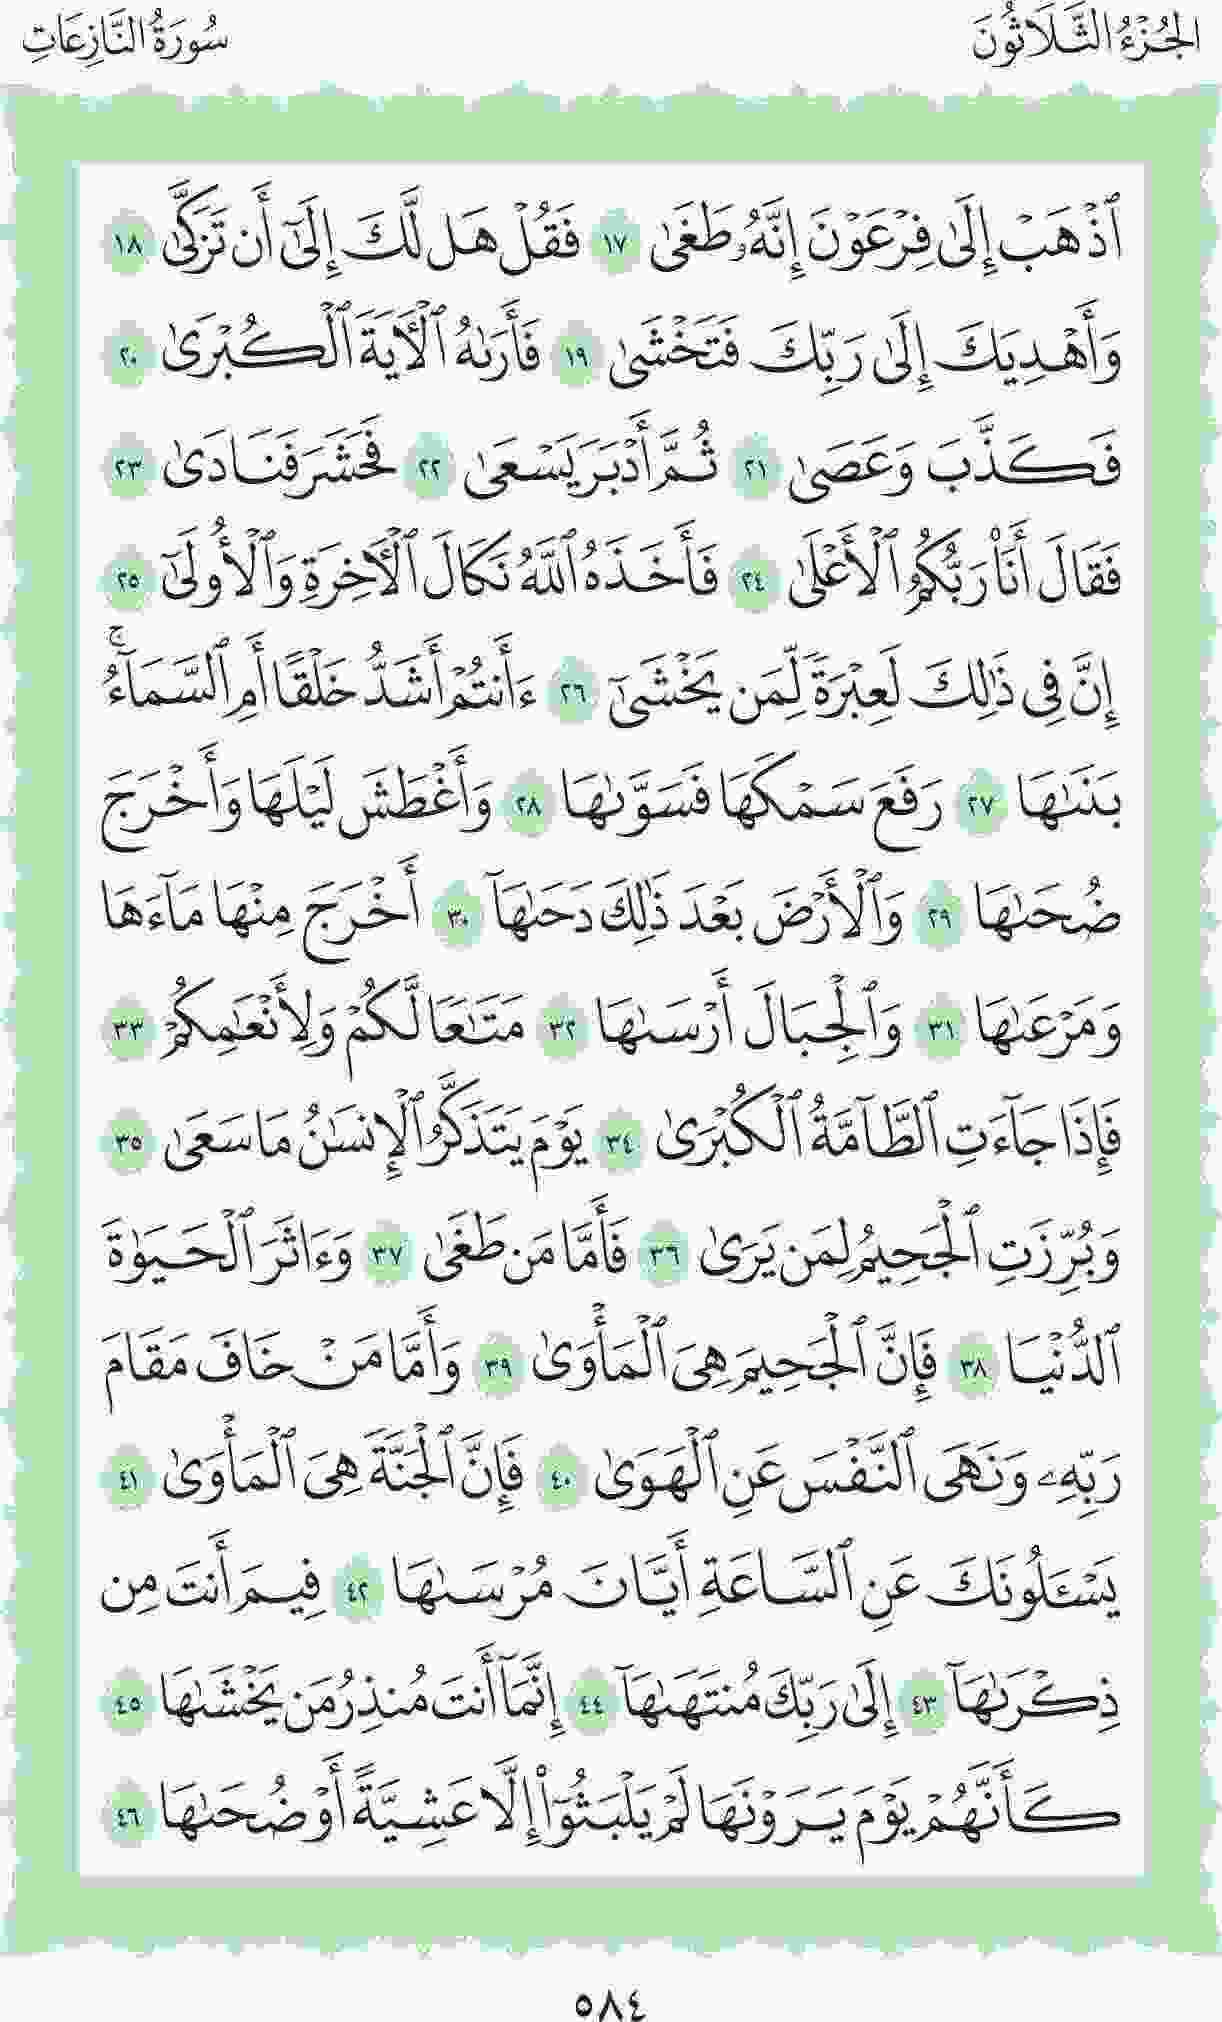 الجُزْءُ الثَّلَاثُونَ
سُورَةُ النَّازِعَاتِ
ٱذْهَبْ إِلَىٰ فِرْعَوْنَ إِنَّهُۥ طَغَىٰ ١٧ فَقُلْ هَل لَّكَ إِلَىٰٓ أَن تَزَكَّىٰ ١٨
وَأَهْدِيَكَ إِلَىٰ رَبِّكَ فَتَخْشَىٰ ١٩ فَأَرَىٰهُ ٱلْـَٔايَةَ ٱلْكُبْرَىٰ ٢٠
فَكَذَّبَ وَعَصَىٰ ٢١ ثُمَّ أَدْبَرَ يَسْعَىٰ ٢٢ فَحَشَرَ فَنَادَىٰ ٢٣
فَقَالَ أَنَا۠ رَبُّكُمُ ٱلْأَعْلَىٰ ٢٤ فَأَخَذَهُ ٱللَّهُ نَكَالَ ٱلْـَٔاخِرَةِ وَٱلْأُولَىٰٓ ٢٥
إِنَّ فِى ذَٰلِكَ لَعِبْرَةً لِّمَن يَخْشَىٰٓ ٢٦ ءَأَنتُمْ أَشَدُّ خَلْقًا أَمِ ٱلسَّمَآءُ ۚ
بَنَىٰهَا ٢٧ رَفَعَ سَمْكَهَا فَسَوَّىٰهَا ٢٨ وَأَغْطَشَ لَيْلَهَا وَأَخْرَجَ
ضُحَىٰهَا ٢٩ وَٱلْأَرْضَ بَعْدَ ذَٰلِكَ دَحَىٰهَآ ٣٠ أَخْرَجَ مِنْهَا مَآءَهَا
وَمَرْعَىٰهَا ٣١ وَٱلْجِبَالَ أَرْسَىٰهَا ٣٢ مَتَـٰعًا لَّكُمْ وَلِأَنْعَـٰمِكُمْ ٣٣
فَإِذَا جَآءَتِ ٱلطَّآمَّةُ ٱلْكُبْرَىٰ ٣٤ يَوْمَ يَتَذَكَّرُ ٱلْإِنسَـٰنُ مَا سَعَىٰ ٣٥
وَبُرِّزَتِ ٱلْجَحِيمُ لِمَن يَرَىٰ ٣٦ فَأَمَّا مَن طَغَىٰ ٣٧ وَءَاثَرَ ٱلْحَيَوٰةَ
ٱلدُّنْيَا ٣٨ فَإِنَّ ٱلْجَحِيمَ هِىَ ٱلْمَأْوَىٰ ٣٩ وَأَمَّا مَنْ خَافَ مَقَامَ
رَبِّهِۦ وَنَهَى ٱلنَّفْسَ عَنِ ٱلْهَوَىٰ ٤٠ فَإِنَّ ٱلْجَنَّةَ هِىَ ٱلْمَأْوَىٰ ٤١
يَسْـَٔلُونَكَ عَنِ ٱلسَّاعَةِ أَيَّانَ مُرْسَىٰهَا ٤٢ فِيمَ أَنتَ مِن
ذِكْرَىٰهَآ ٤٣ إِلَىٰ رَبِّكَ مُنتَهَىٰهَآ ٤٤ إِنَّمَآ أَنتَ مُنذِرُ مَن يَخْشَىٰهَا ٤٥
كَأَنَّهُمْ يَوْمَ يَرَوْنَهَا لَمْ يَلْبَثُوٓا۟ إِلَّا عَشِيَّةً أَوْ ضُحَىٰهَا ٤٦
٥٨٤